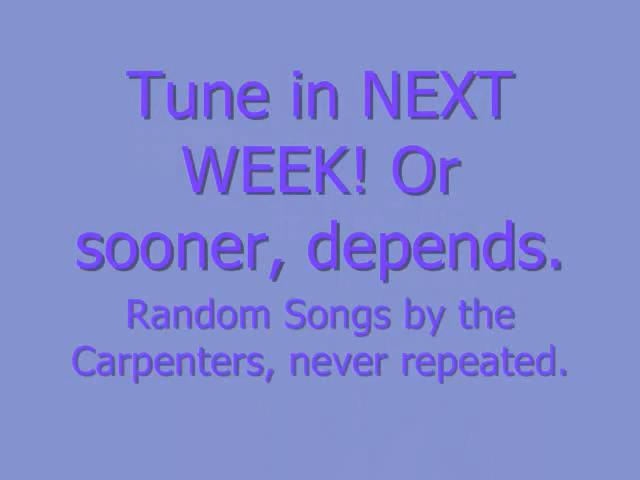 Tune in NEXT
WEEK! Or
sooner, depends.
Random Songs by the
Carpenters, never repeated.